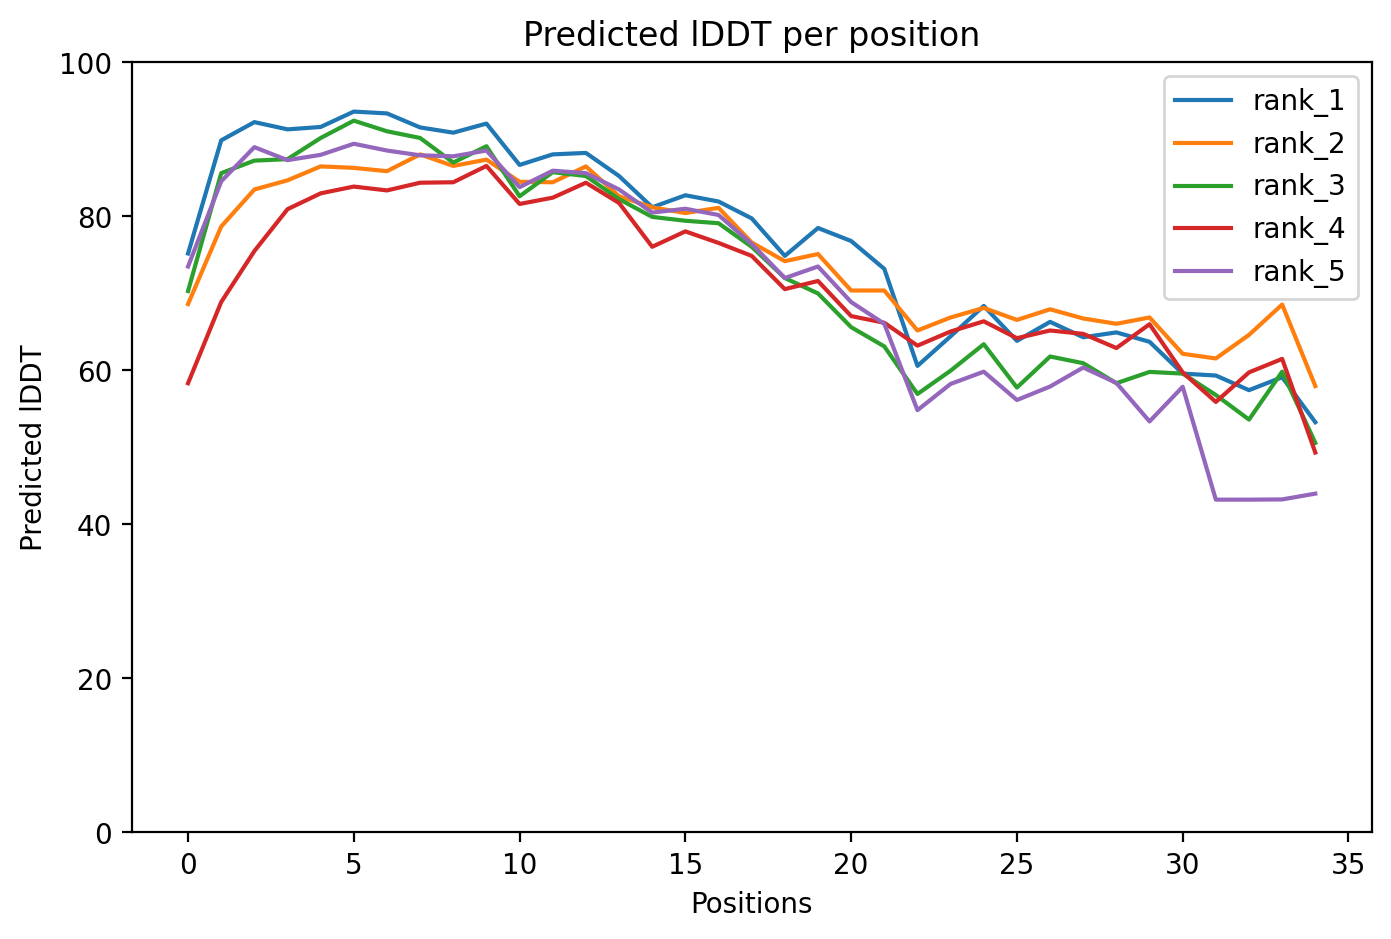 Predicted lDDT per position
100
80
60
40
20
0
Predicted lDDT
rank_1
rank_2
rank_3
rank_4
rank_5
0 5 10 15 20 25 30 35
Positions